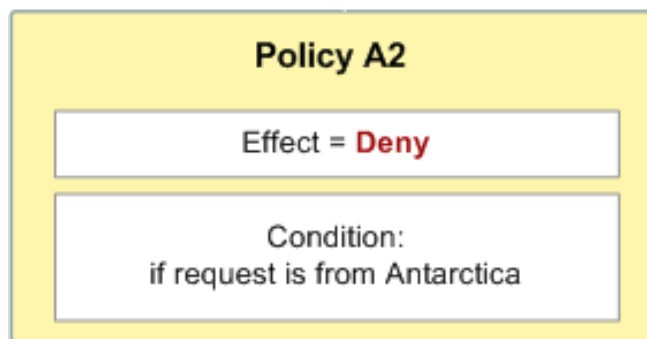 Policy A2
Effect = Deny
Condition:
if request is from Antarctica